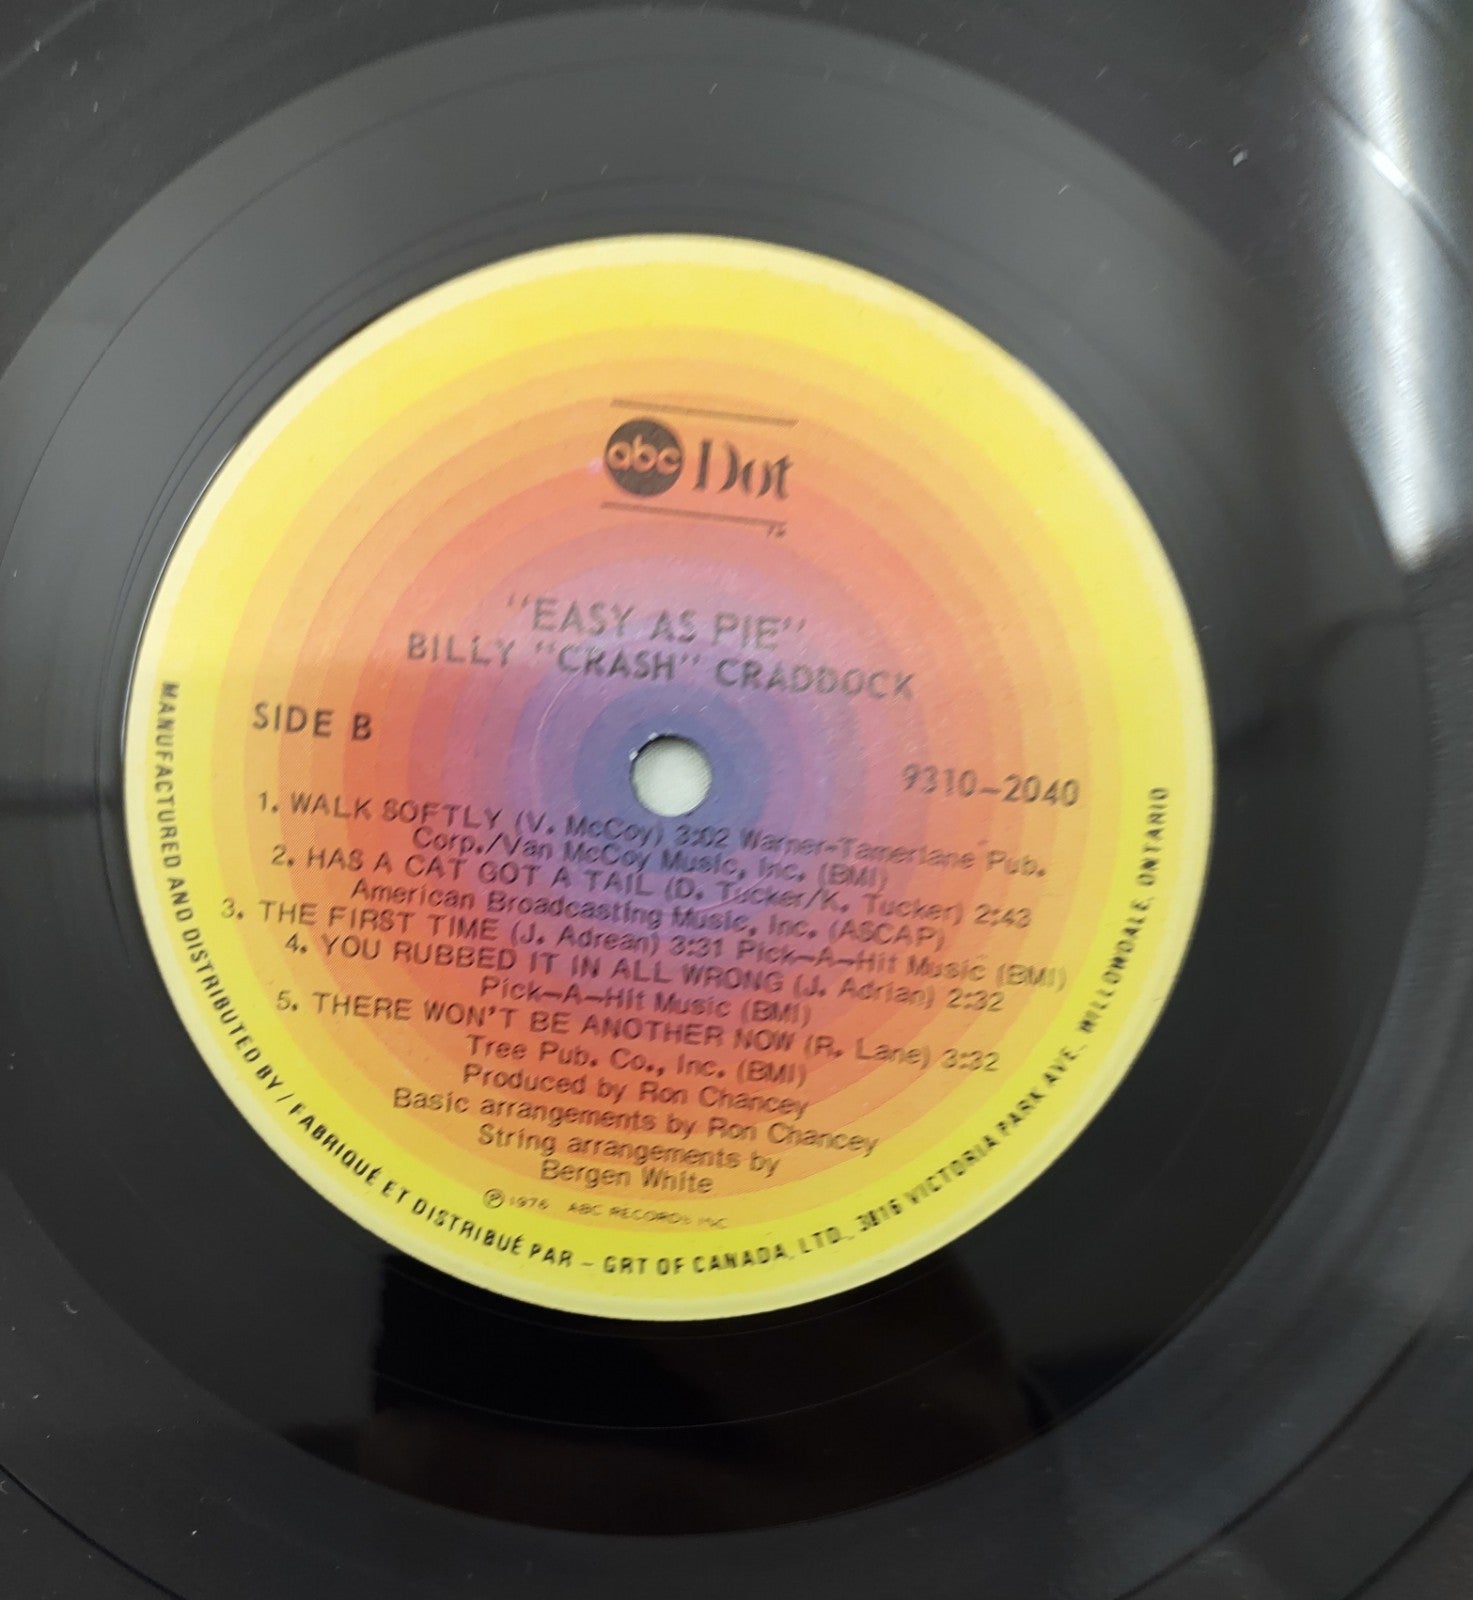 abc Dot
"EASY AS PIE"
BILLY "CRASH" CRADDOCK
SIDE B
9310-2040
1. WALK SOFTLY (V. McCoy) 3:02 Warner-Tamerlane Pub.
Corp./Van McCoy Music, Inc. (BMI)
2. HAS A CAT GOT A TAIL (D. Tucker/K. Tucker) 2:43
American Broadcasting Music, Inc. (ASCAP)
3. THE FIRST TIME (J. Adrean) 3:31 Pick-A-Hit Music (BMI)
4. YOU RUBBED IT IN ALL WRONG (J. Adrian) 2:32
Pick-A-Hit Music (BMI)
5. THERE WON'T BE ANOTHER NOW (R. Lane) 3:32
Tree Pub. Co., Inc. (BMI)
Produced by Ron Chancey
Basic arrangements by Ron Chancey
String arrangements by
Bergen White
℗ 1976 ABC RECORDS INC
MANUFACTURED AND DISTRIBUTED BY / FABRIQUÉ ET DISTRIBUÉ PAR - GRT OF CANADA, LTD., 3816 VICTORIA PARK AVE., WILLOWDALE, ONTARIO